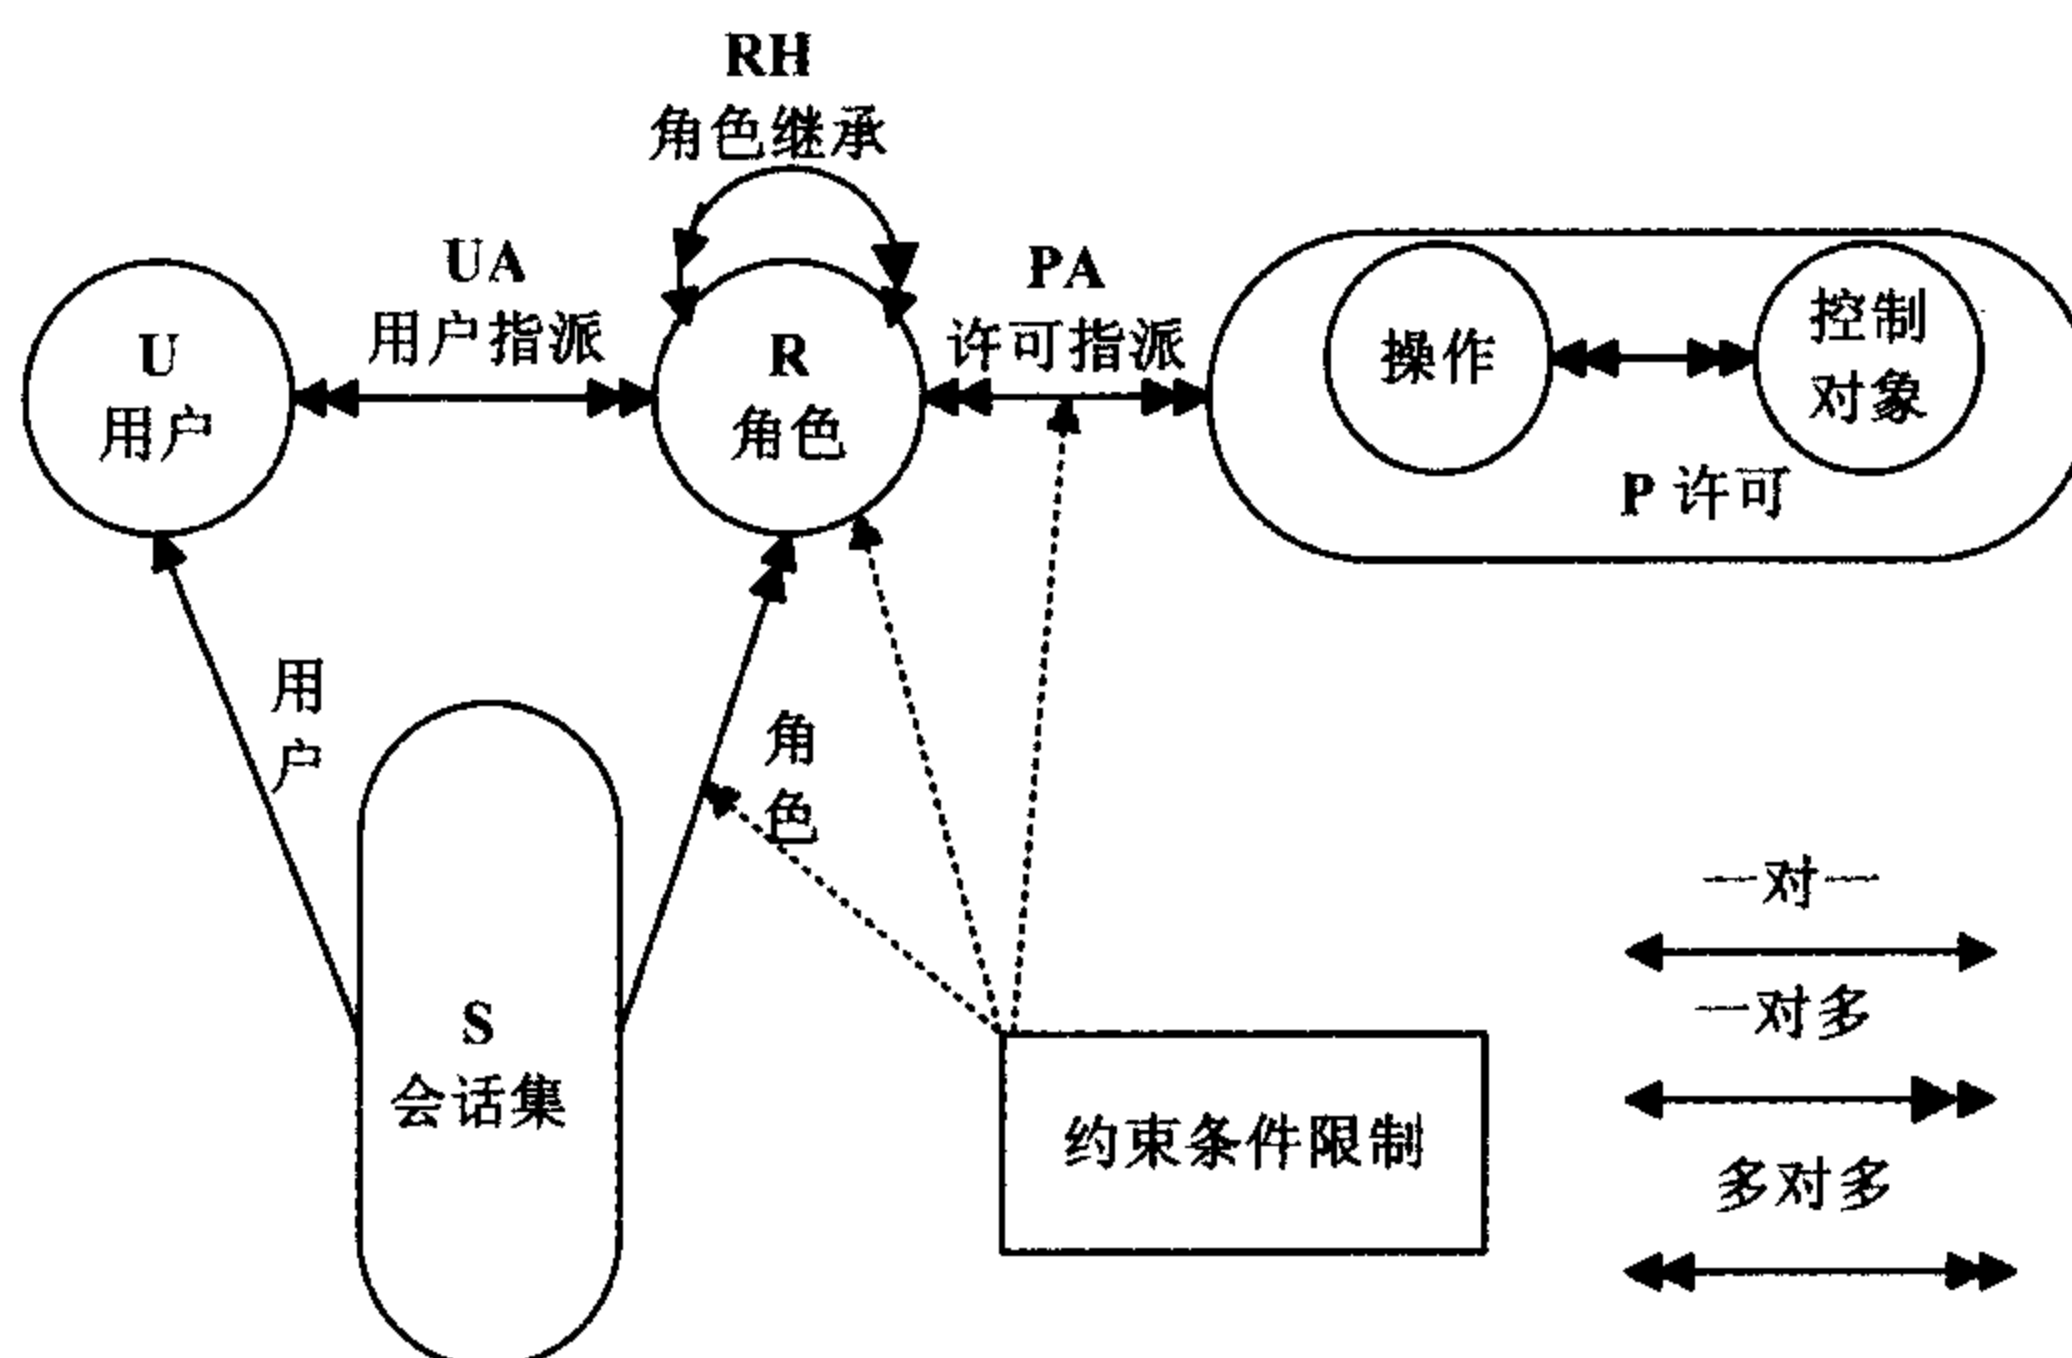 RH
角色继承
UA
用户指派
PA
许可指派
U
用户
R
角色
操作
控制
对象
P 许可
用
户
角
色
S
会话集
约束条件限制
一对一
一对多
多对多